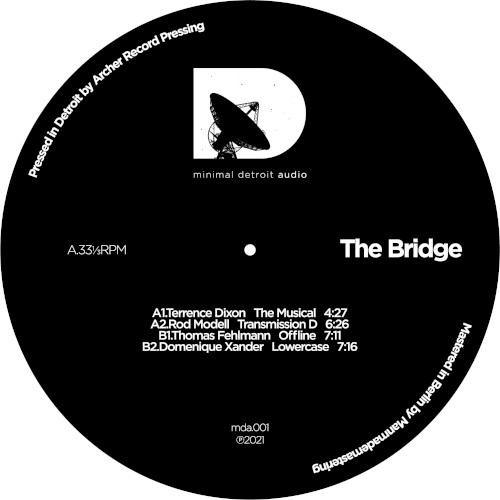 Pressed in Detroit by Archer Record Pressing
D
minimal detroit audio
A.33⅓RPM
The Bridge
A1.Terrence Dixon The Musical 4:27
A2.Rod Modell Transmission D 6:26
B1.Thomas Fehlmann Offline 7:11
B2.Domenique Xander Lowercase 7:16
Mastered in Berlin by Manmademastering
mda.001
℗2021